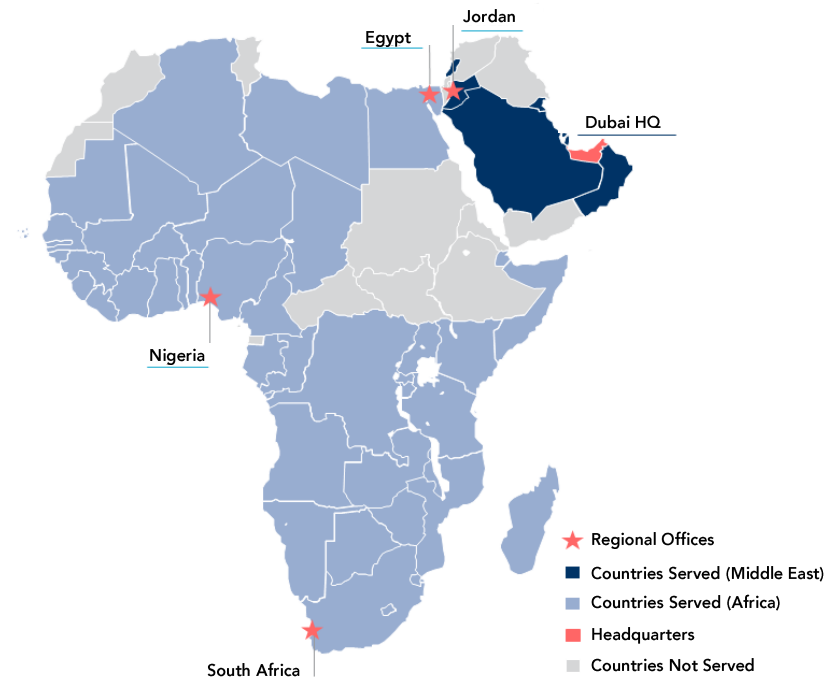 Jordan
Egypt
Dubai HQ
Nigeria
South Africa
Regional Offices
Countries Served (Middle East)
Countries Served (Africa)
Headquarters
Countries Not Served